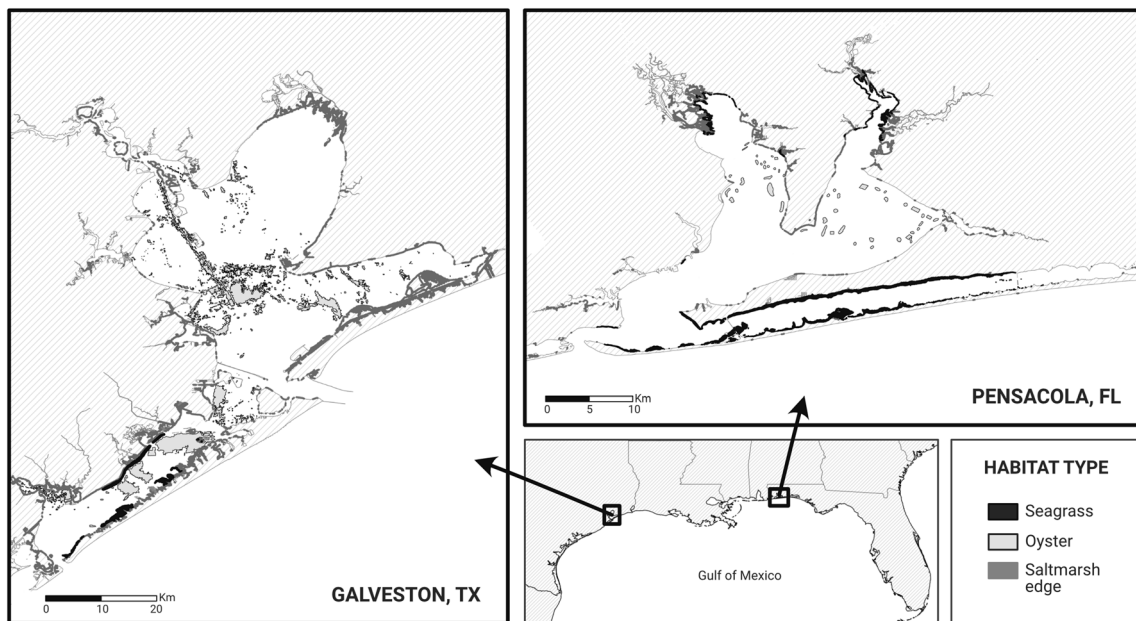 Km
0 10 20
GALVESTON, TX
Km
0 5 10
PENSACOLA, FL
Gulf of Mexico
HABITAT TYPE
Seagrass
Oyster
Saltmarsh
edge